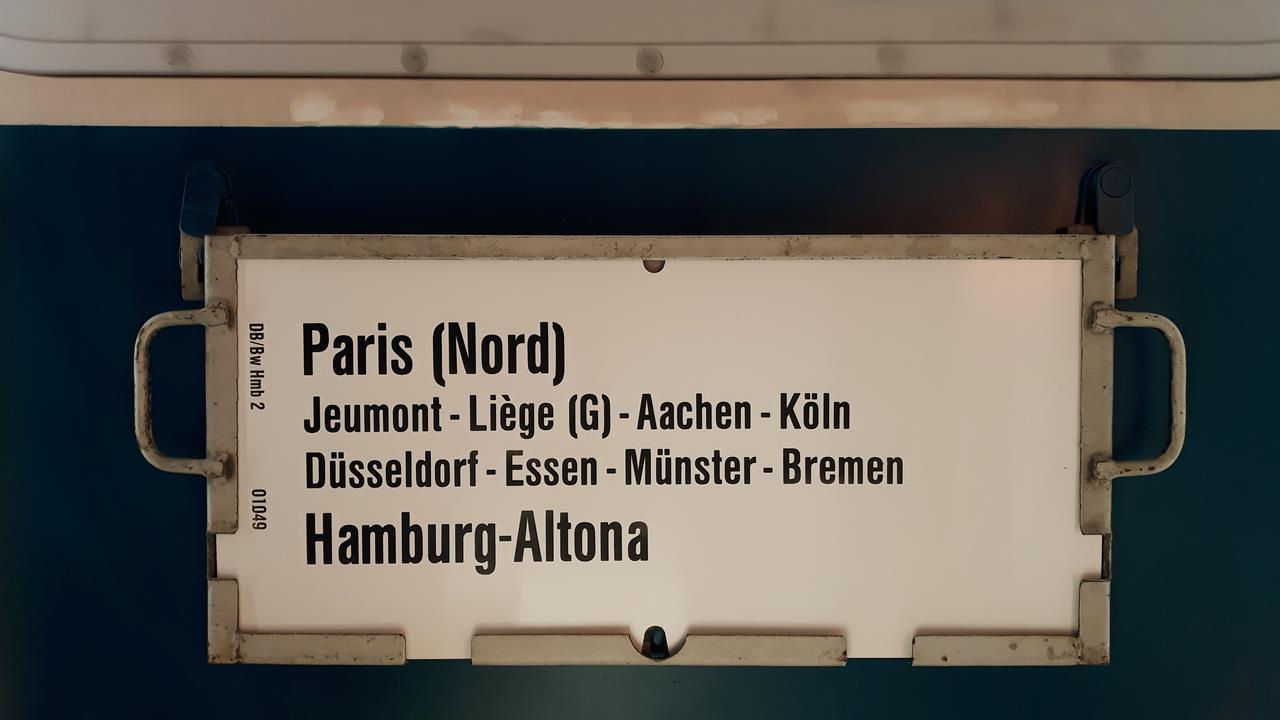 Paris (Nord)
Jeumont - Liège (G) - Aachen - Köln
Düsseldorf - Essen - Münster - Bremen
Hamburg-Altona
DB/Bw Hmb 2
01049